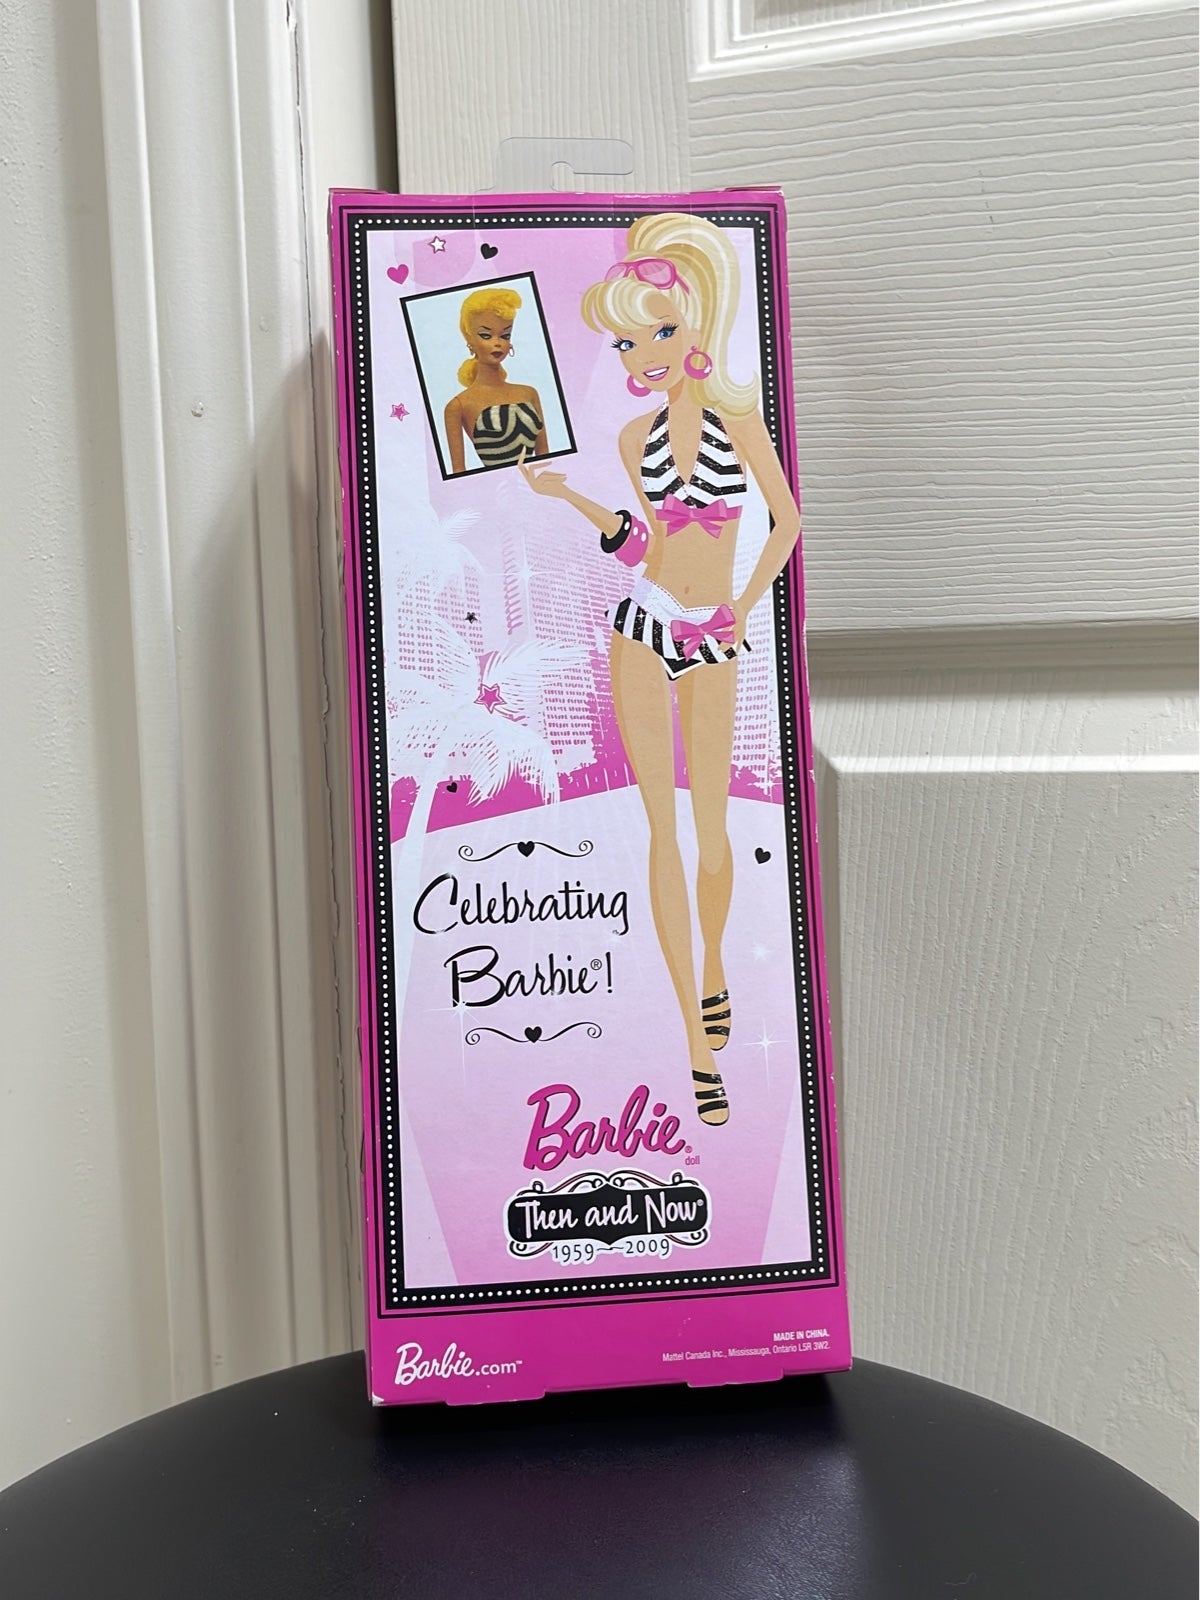 Celebrating
Barbie®!
Barbie®
doll
Then and Now®
1959—2009
Barbie.com™
MADE IN CHINA.
Mattel Canada Inc., Mississauga, Ontario L5R 3W2.